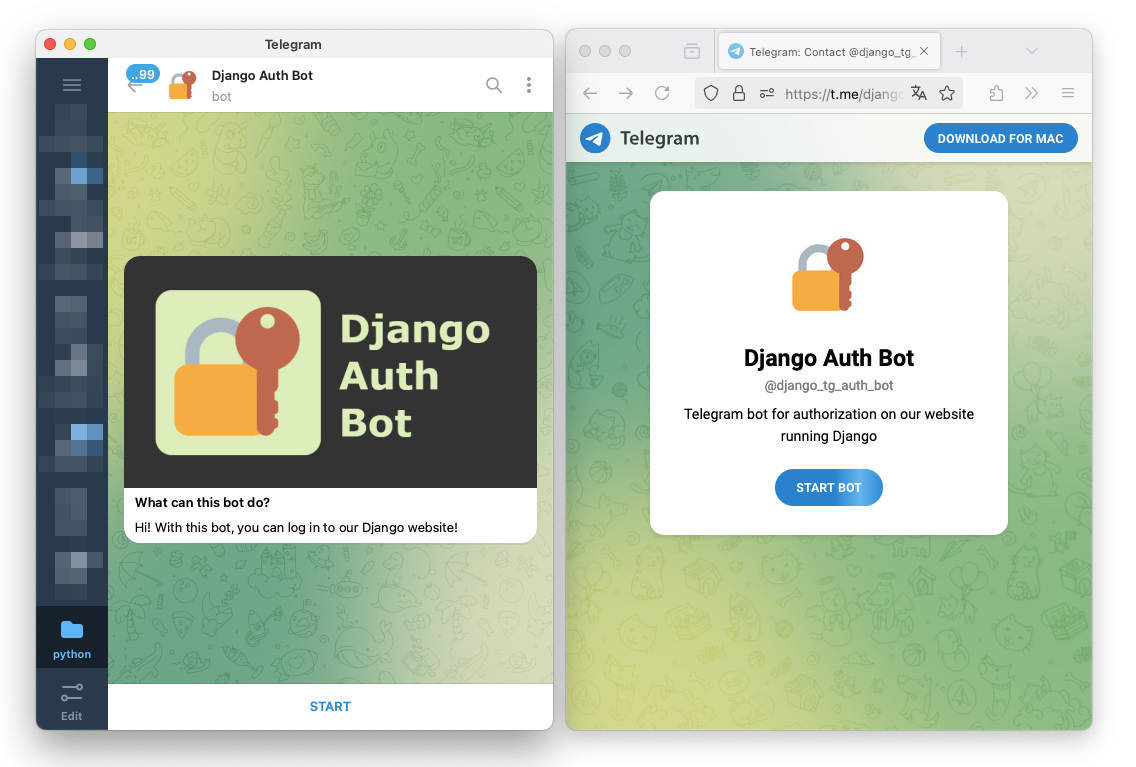 Telegram
..99
Django Auth Bot
bot
Django
Auth
Bot
What can this bot do?
Hi! With this bot, you can log in to our Django website!
python
Edit
START
Telegram: Contact @django_tg_
https://t.me/django
Telegram
DOWNLOAD FOR MAC
Django Auth Bot
@django_tg_auth_bot
Telegram bot for authorization on our website
running Django
START BOT